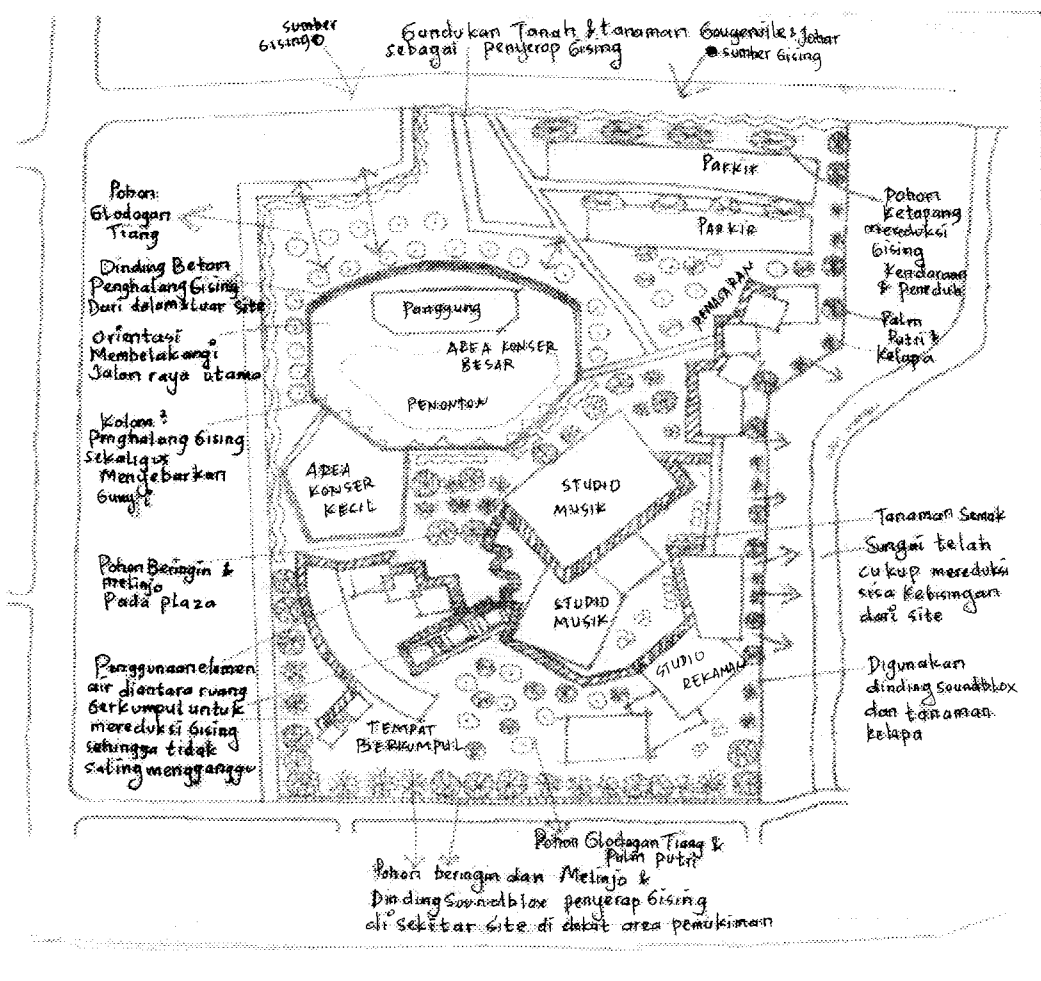 sumber
bising
Gundukan Tanah & tanaman Bougenville & Johar
sebagai penyerap bising
sumber bising
Parkir
Parkir
Pohon
Ketapang
mereduksi
bising
Kendaraan
& Peneduh
Palm
Putri &
Kelapa
Pemasaran
Pohon
Glodogan
Tiang
Dinding Beton
Penghalang bising
Dari dalam & luar site
Orientasi
Membelakangi
Jalan raya utama
Kolom²
Penghalang bising
sekaligus
Menyebarkan
bunyi
Panggung
AREA KONSER
BESAR
PENONTON
AREA
KONSER
KECIL
STUDIO
MUSIK
STUDIO
MUSIK
STUDIO
REKAMAN
Tanaman Semak
Sungai telah
cukup mereduksi
sisa kebisingan
dari site
Digunakan
dinding soundblox
dan tanaman
kelapa
Pohon Beringin &
melinjo
Pada plaza
Penggunaan elemen
air diantara ruang
berkumpul untuk
mereduksi bising
sehingga tidak
saling mengganggu
TEMPAT
BERKUMPUL
Pohon Glodogan Tiang &
Palm putri
Pohon beringin dan Melinjo &
Dinding Soundblox penyerap bising
di sekitar site di dekat area pemukiman